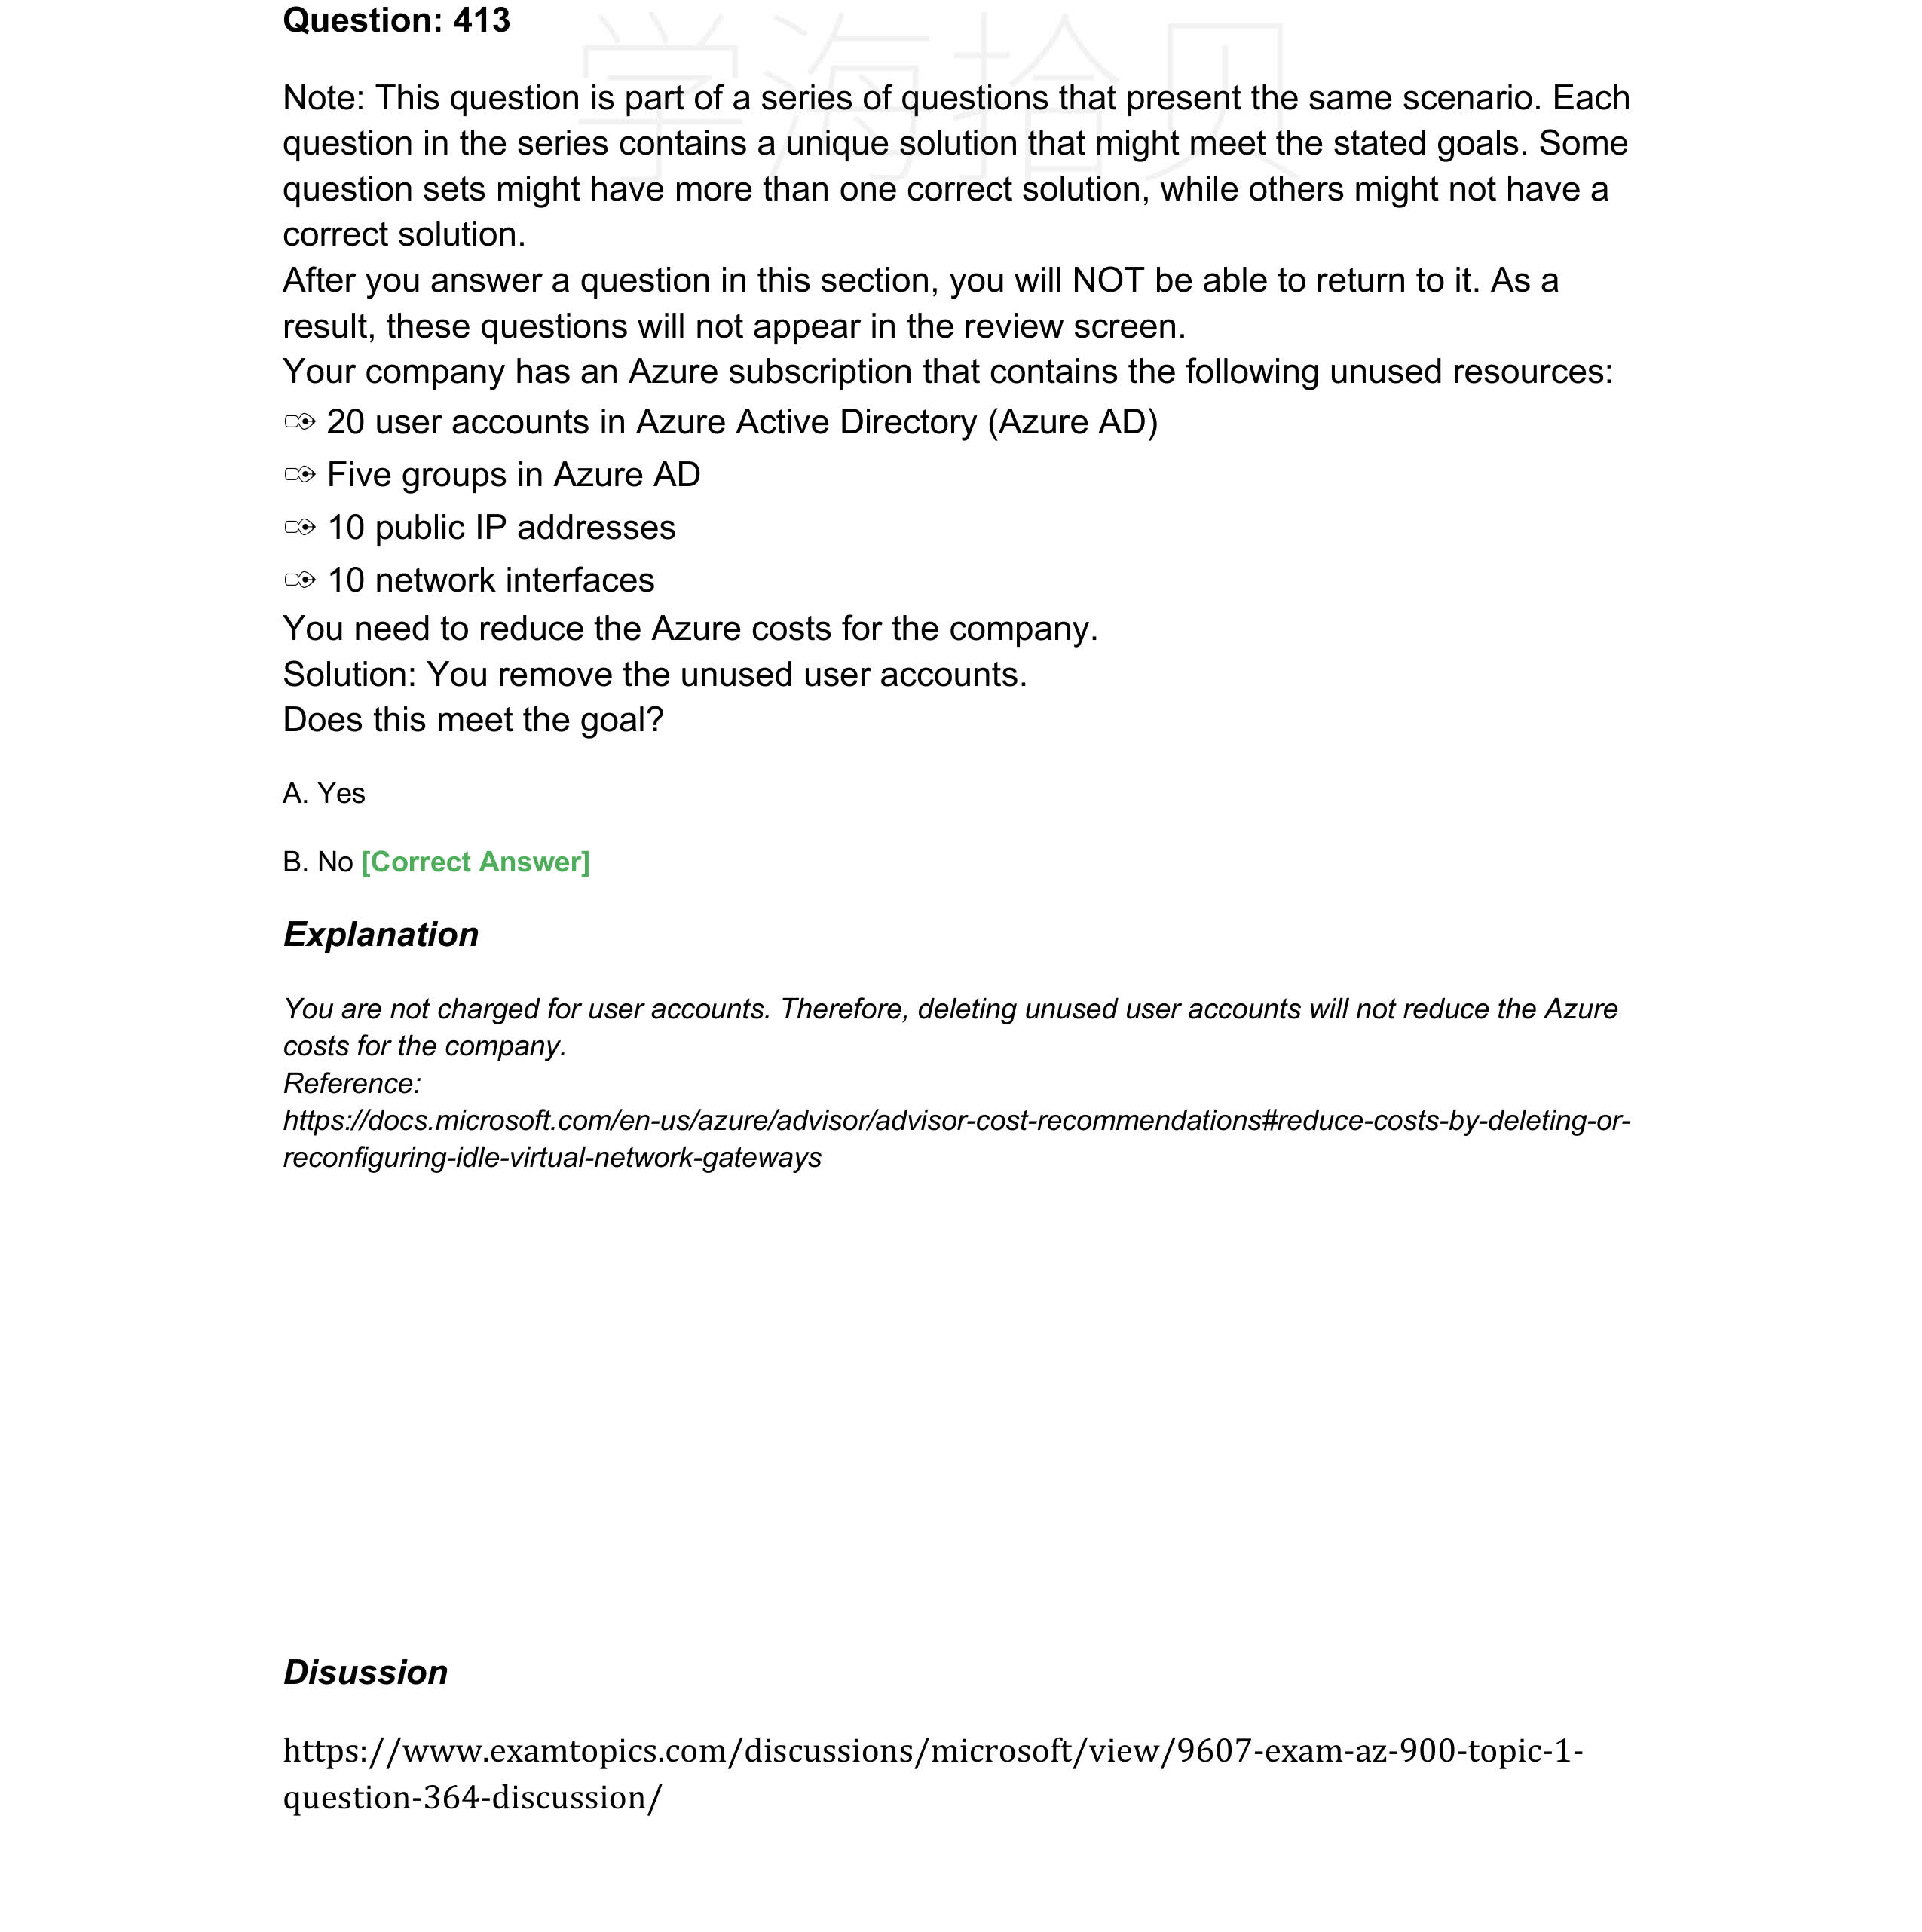 Question: 413
学海拾贝
Note: This question is part of a series of questions that present the same scenario. Each
question in the series contains a unique solution that might meet the stated goals. Some
question sets might have more than one correct solution, while others might not have a
correct solution.
After you answer a question in this section, you will NOT be able to return to it. As a
result, these questions will not appear in the review screen.
Your company has an Azure subscription that contains the following unused resources:
20 user accounts in Azure Active Directory (Azure AD)
Five groups in Azure AD
10 public IP addresses
10 network interfaces
You need to reduce the Azure costs for the company.
Solution: You remove the unused user accounts.
Does this meet the goal?
A. Yes
B. No [Correct Answer]
Explanation
You are not charged for user accounts. Therefore, deleting unused user accounts will not reduce the Azure
costs for the company.
Reference:
https://docs.microsoft.com/en-us/azure/advisor/advisor-cost-recommendations#reduce-costs-by-deleting-or-
reconfiguring-idle-virtual-network-gateways
Disussion
https://www.examtopics.com/discussions/microsoft/view/9607-exam-az-900-topic-1-
question-364-discussion/